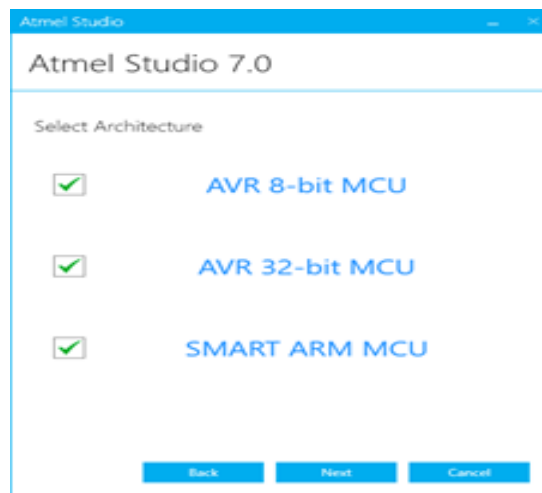 Atmel Studio
Atmel Studio 7.0
Select Architecture
AVR 8-bit MCU
AVR 32-bit MCU
SMART ARM MCU
Back Next Cancel